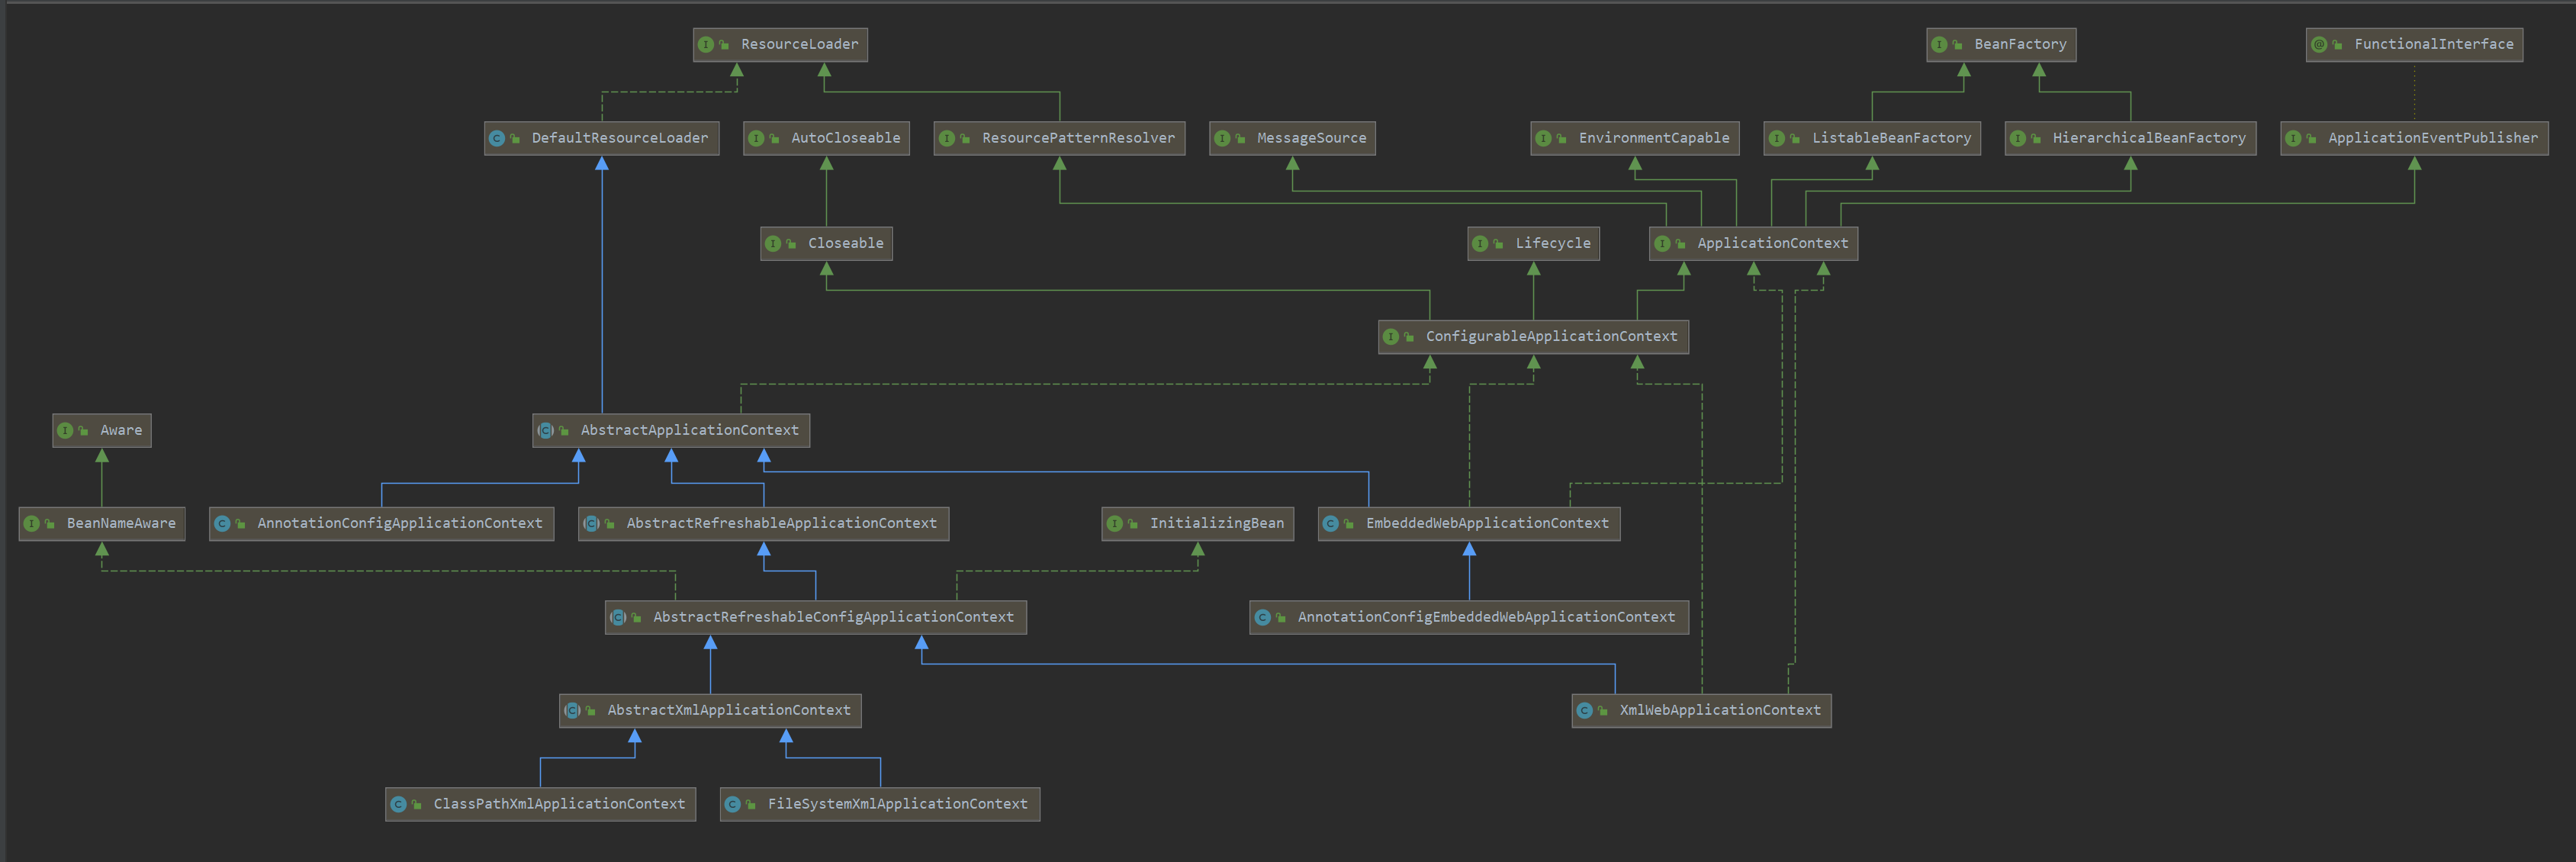 ResourceLoader
BeanFactory
FunctionalInterface
DefaultResourceLoader
AutoCloseable
ResourcePatternResolver
MessageSource
EnvironmentCapable
ListableBeanFactory
HierarchicalBeanFactory
ApplicationEventPublisher
Closeable
Lifecycle
ApplicationContext
ConfigurableApplicationContext
Aware
AbstractApplicationContext
BeanNameAware
AnnotationConfigApplicationContext
AbstractRefreshableApplicationContext
InitializingBean
EmbeddedWebApplicationContext
AbstractRefreshableConfigApplicationContext
AnnotationConfigEmbeddedWebApplicationContext
AbstractXmlApplicationContext
XmlWebApplicationContext
ClassPathXmlApplicationContext
FileSystemXmlApplicationContext